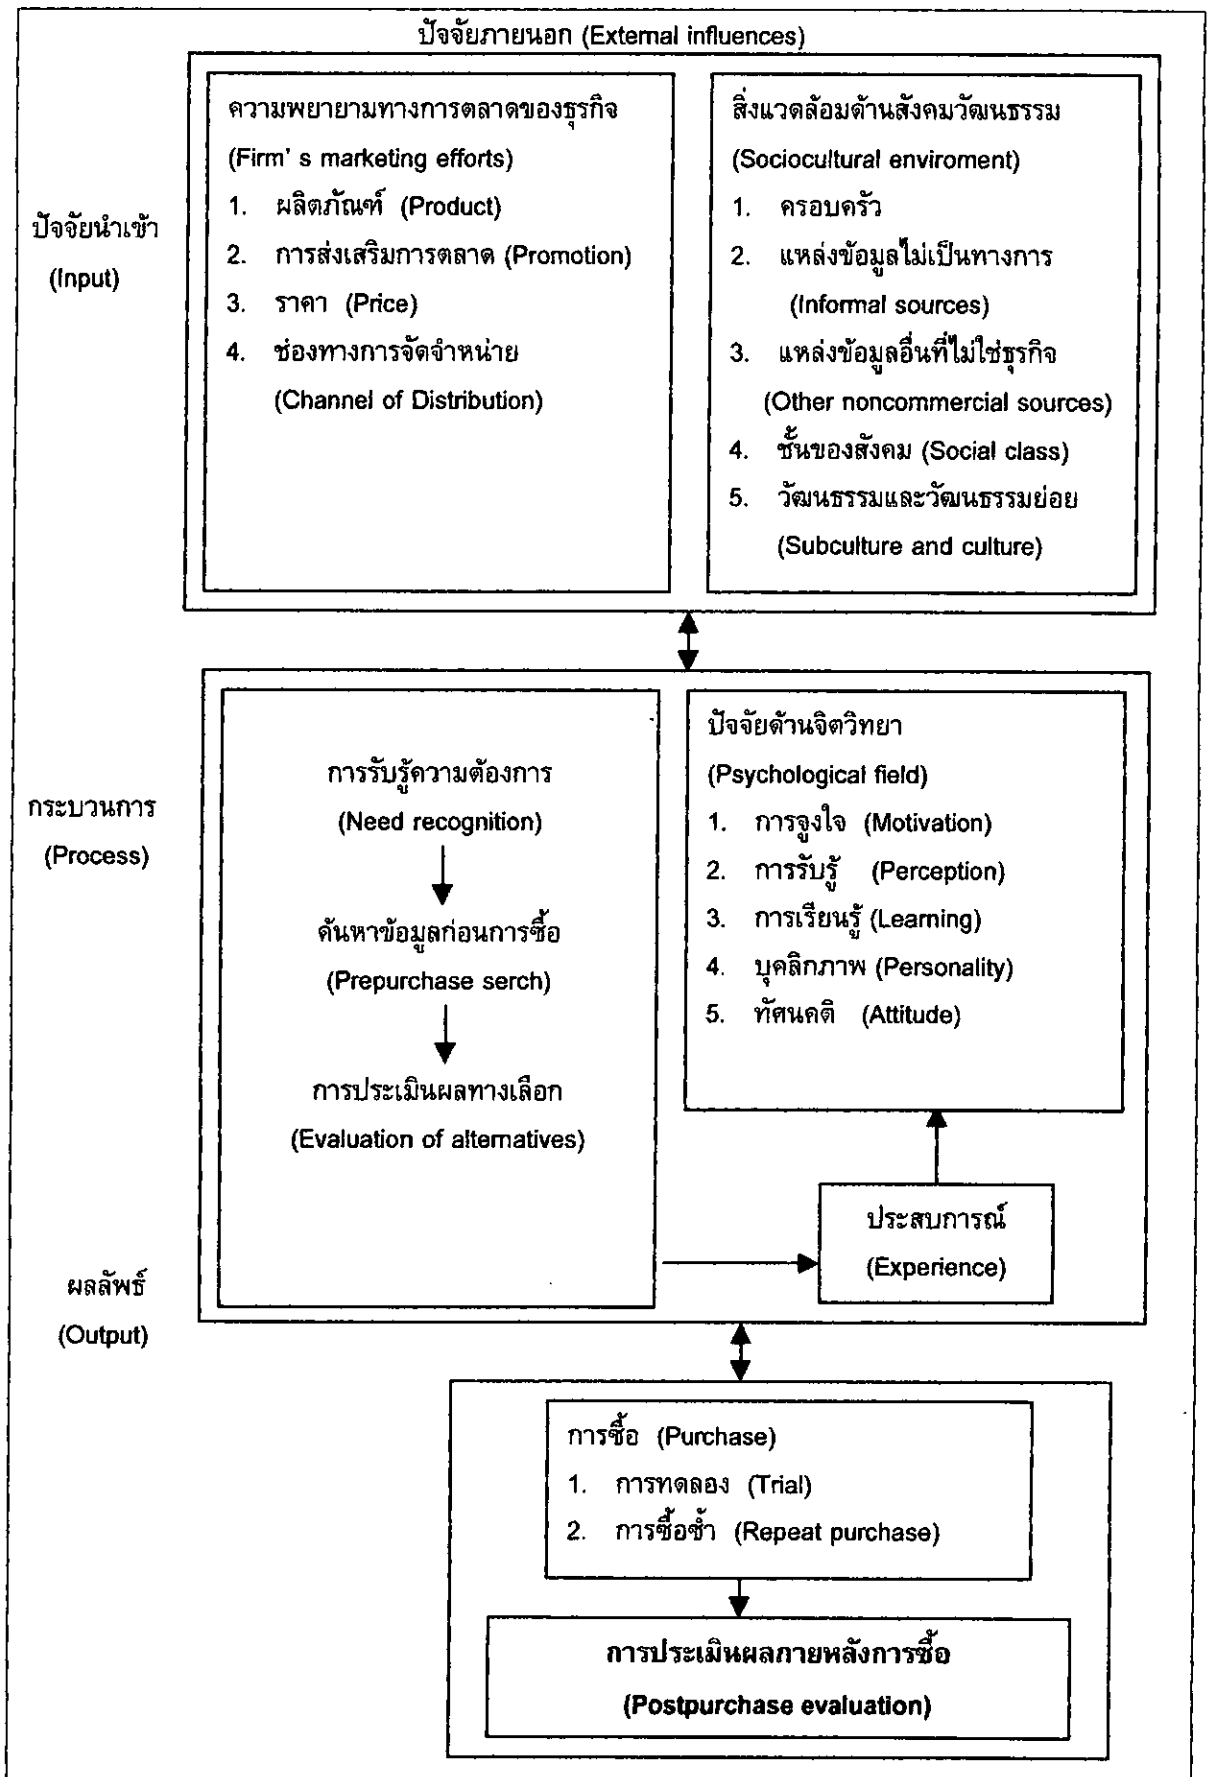 ปัจจัยภายนอก (External influences)
ความพยายามทางการตลาดของธุรกิจ
(Firm' s marketing efforts)
1. ผลิตภัณฑ์ (Product)
2. การส่งเสริมการตลาด (Promotion)
3. ราคา (Price)
4. ช่องทางการจัดจำหน่าย
(Channel of Distribution)
สิ่งแวดล้อมด้านสังคมวัฒนธรรม
(Sociocultural enviroment)
1. ครอบครัว
2. แหล่งข้อมูลไม่เป็นทางการ
(Informal sources)
3. แหล่งข้อมูลอื่นที่ไม่ใช่ธุรกิจ
(Other noncommercial sources)
4. ชั้นของสังคม (Social class)
5. วัฒนธรรมและวัฒนธรรมย่อย
(Subculture and culture)
ปัจจัยนำเข้า
(Input)
กระบวนการ
(Process)
การรับรู้ความต้องการ
(Need recognition)
ค้นหาข้อมูลก่อนการซื้อ
(Prepurchase serch)
การประเมินผลทางเลือก
(Evaluation of alternatives)
ปัจจัยด้านจิตวิทยา
(Psychological field)
1. การจูงใจ (Motivation)
2. การรับรู้ (Perception)
3. การเรียนรู้ (Learning)
4. บุคลิกภาพ (Personality)
5. ทัศนคติ (Attitude)
ประสบการณ์
(Experience)
ผลลัพธ์
(Output)
การซื้อ (Purchase)
1. การทดลอง (Trial)
2. การซื้อซ้ำ (Repeat purchase)
การประเมินผลภายหลังการซื้อ
(Postpurchase evaluation)